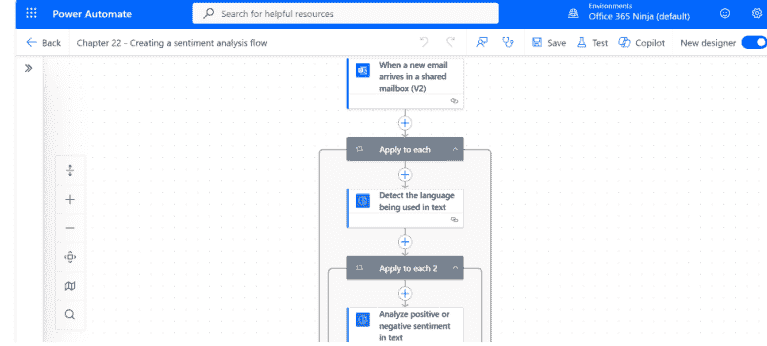 Power Automate
Search for helpful resources
Environments
Office 365 Ninja (default)
Back
Chapter 22 - Creating a sentiment analysis flow
Save
Test
Copilot
New designer
When a new email
arrives in a shared
mailbox (V2)
Apply to each
Detect the language
being used in text
Apply to each 2
Analyze positive or
negative sentiment
in text